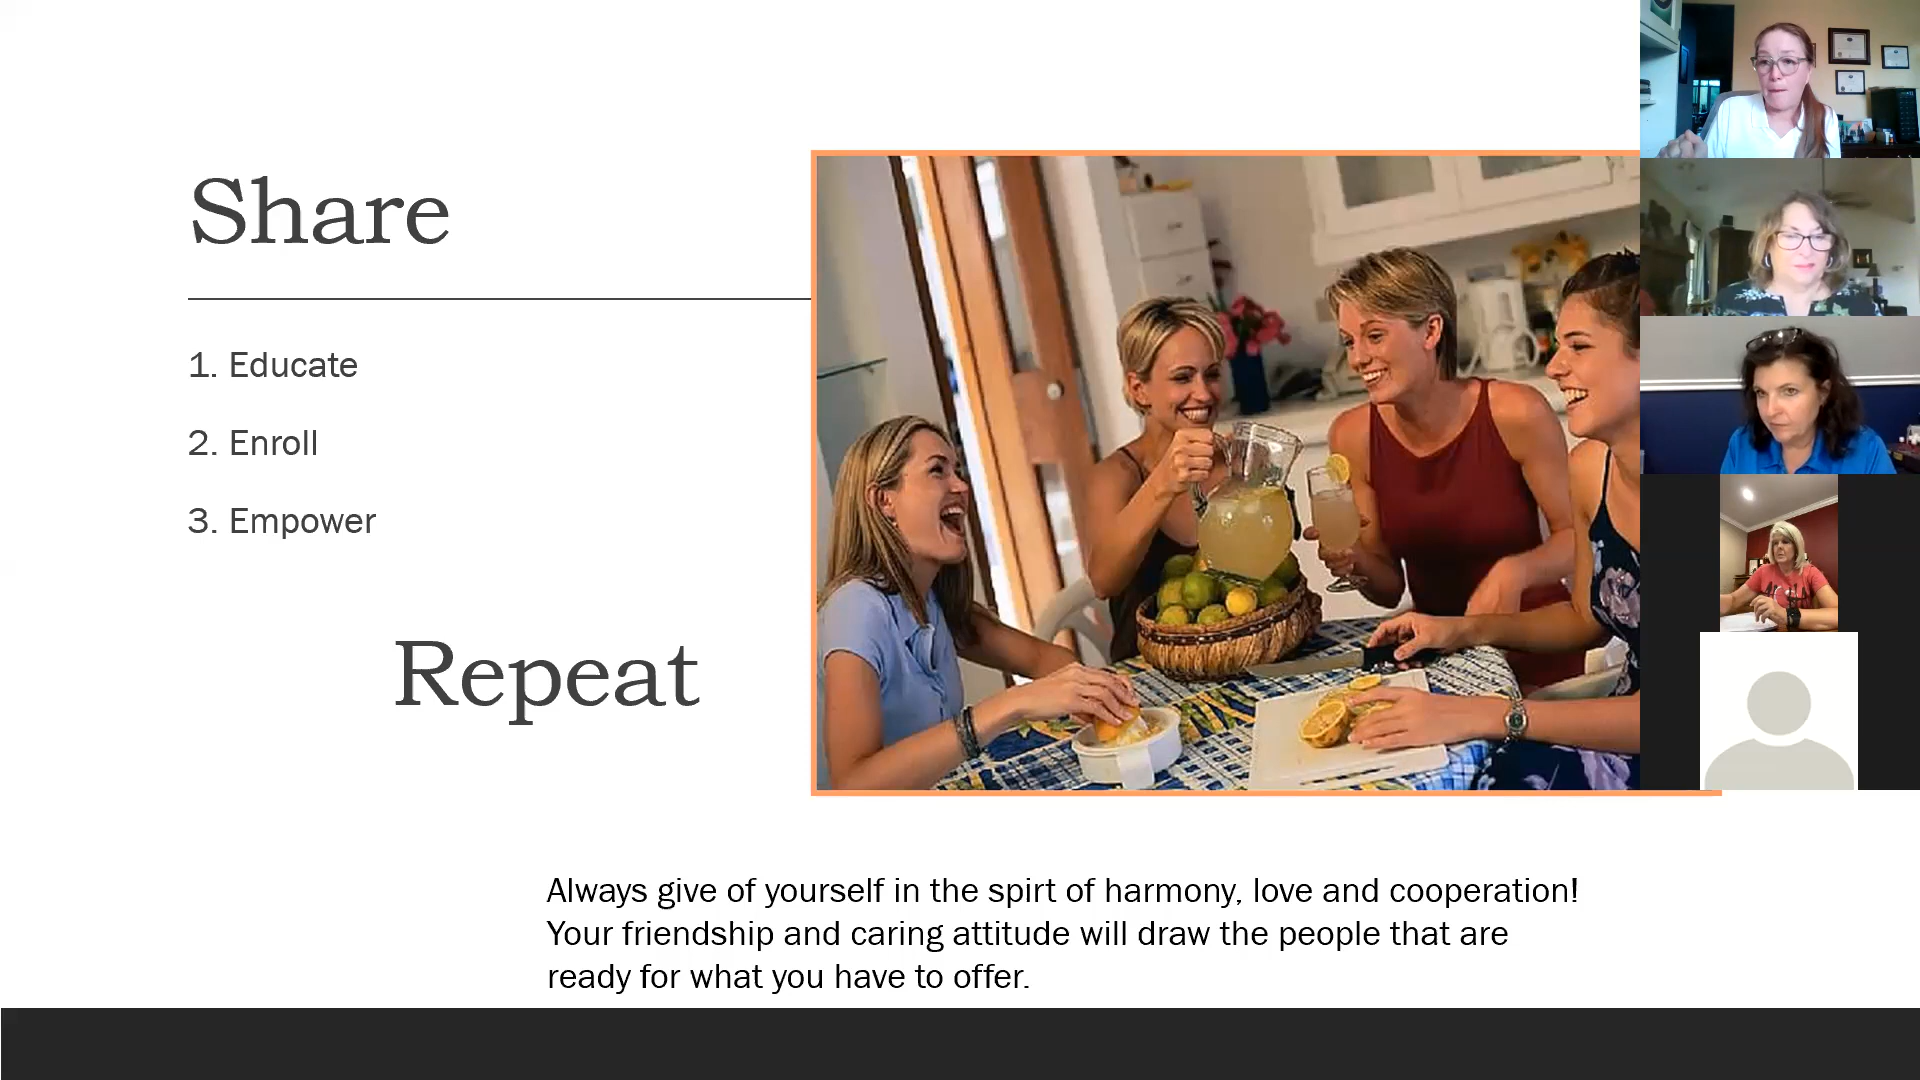 Share
1. Educate
2. Enroll
3. Empower
Repeat
Always give of yourself in the spirt of harmony, love and cooperation!
Your friendship and caring attitude will draw the people that are
ready for what you have to offer.